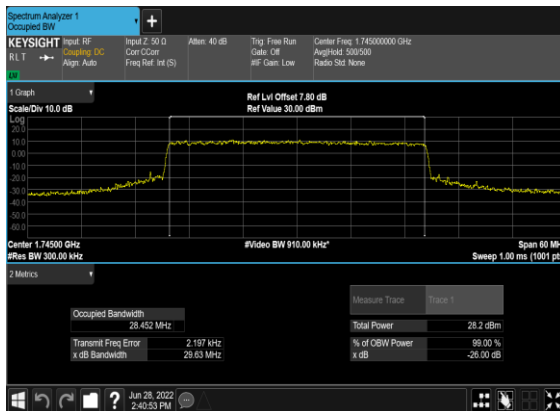 Spectrum Analyzer 1
Occupied BW
KEYSIGHT Input: RF Input Z: 50 Ω Atten: 40 dB Trig: Free Run Center Freq: 1.745000000 GHz
RLT Coupling: DC Corr CCorr Gate: Off Avg|Hold: 500/500
Align: Auto Freq Ref: Int (S) #IF Gain: Low Radio Std: None
1 Graph
Scale/Div 10.0 dB
Ref Lvl Offset 7.80 dB
Ref Value 30.00 dBm
Log
20.0
10.0
0.00
-10.0
-20.0
-30.0
-40.0
-50.0
-60.0
Center 1.74500 GHz #Video BW 910.00 kHz* Span 60 MH
#Res BW 300.00 kHz Sweep 1.00 ms (1001 pts
2 Metrics
Measure Trace Trace 1
Occupied Bandwidth
28.452 MHz
Total Power 28.2 dBm
Transmit Freq Error 2.197 kHz
% of OBW Power 99.00 %
x dB Bandwidth 29.63 MHz
x dB -26.00 dB
Jun 28, 2022
2:40:53 PM